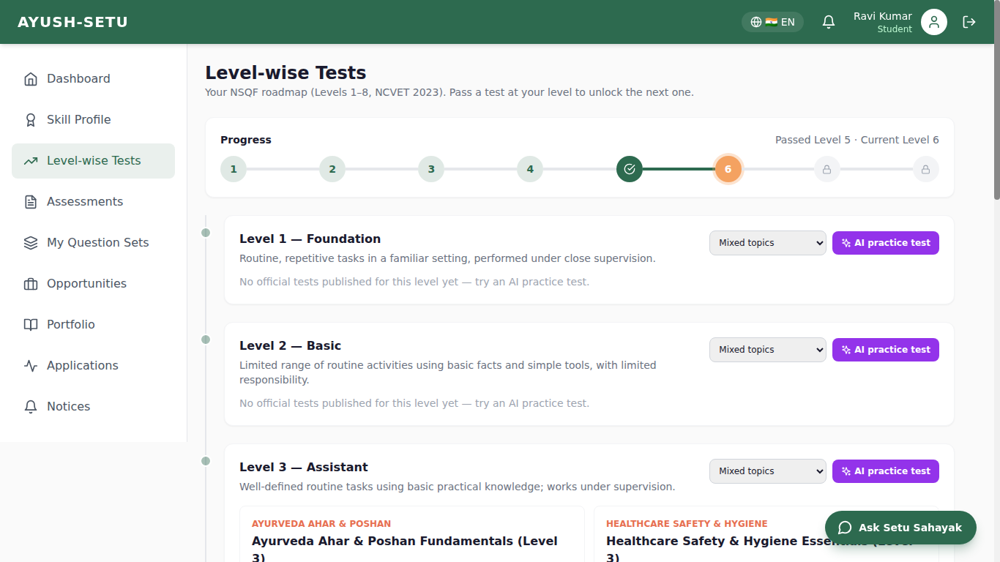 AYUSH-SETU
EN
Ravi Kumar
Student
Dashboard
Skill Profile
Level-wise Tests
Assessments
My Question Sets
Opportunities
Portfolio
Applications
Notices
Level-wise Tests
Your NSQF roadmap (Levels 1–8, NCVET 2023). Pass a test at your level to unlock the next one.
Progress
Passed Level 5 · Current Level 6
1 2 3 4 6
Level 1 — Foundation
Routine, repetitive tasks in a familiar setting, performed under close supervision.
No official tests published for this level yet — try an AI practice test.
Mixed topics
AI practice test
Level 2 — Basic
Limited range of routine activities using basic facts and simple tools, with limited
responsibility.
No official tests published for this level yet — try an AI practice test.
Mixed topics
AI practice test
Level 3 — Assistant
Well-defined routine tasks using basic practical knowledge; works under supervision.
Mixed topics
AI practice test
AYURVEDA AHAR & POSHAN
Ayurveda Ahar & Poshan Fundamentals (Level
3)
HEALTHCARE SAFETY & HYGIENE
Healthcare Safety & Hygiene Essentials (Level
3)
Ask Setu Sahayak